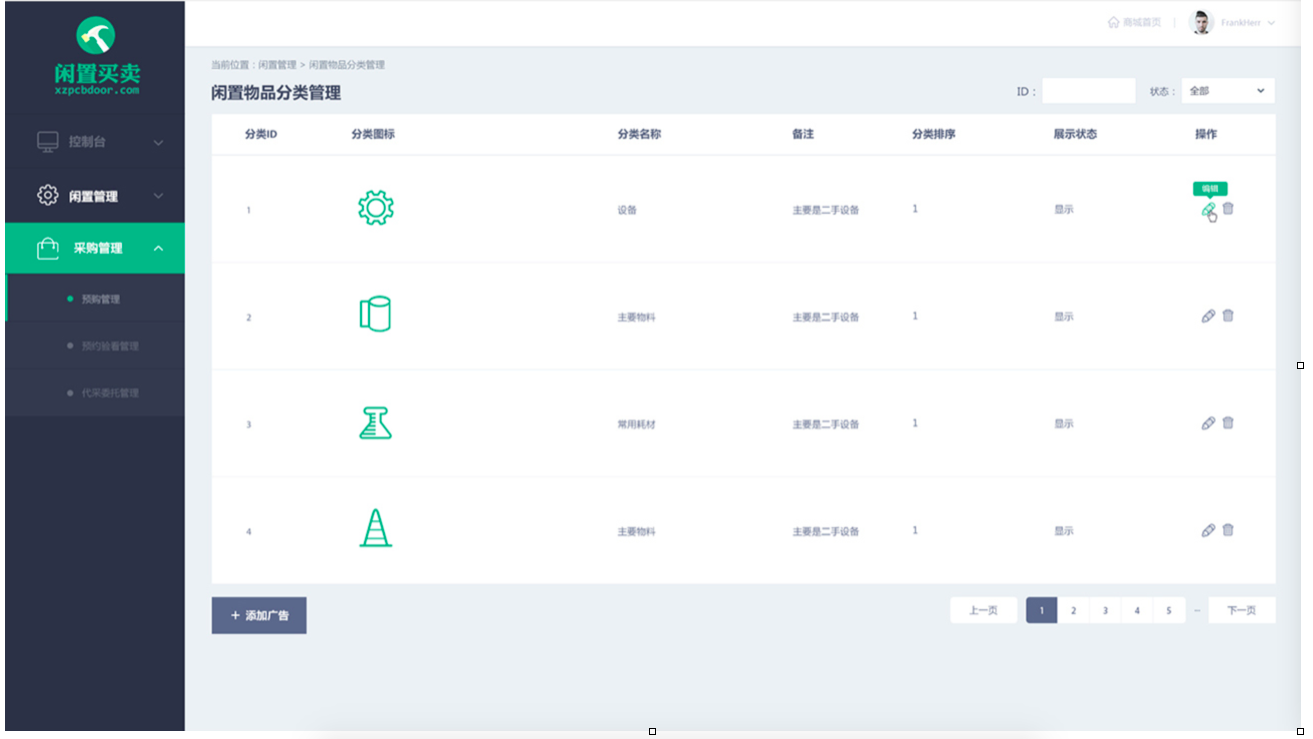 闲置买卖
xzpcbdoor.com
控制台
闲置管理
采购管理
预购管理
预约验看管理
代采委托管理
商城首页 | FrankHerr
当前位置：闲置管理 > 闲置物品分类管理
闲置物品分类管理
ID： 状态： 全部
分类ID 分类图标 分类名称 备注 分类排序 展示状态 操作
编辑
1 设备 主要是二手设备 1 显示
2 主要物料 主要是二手设备 1 显示
3 常用耗材 主要是二手设备 1 显示
4 主要物料 主要是二手设备 1 显示
+ 添加广告
上一页 1 2 3 4 5 ... 下一页